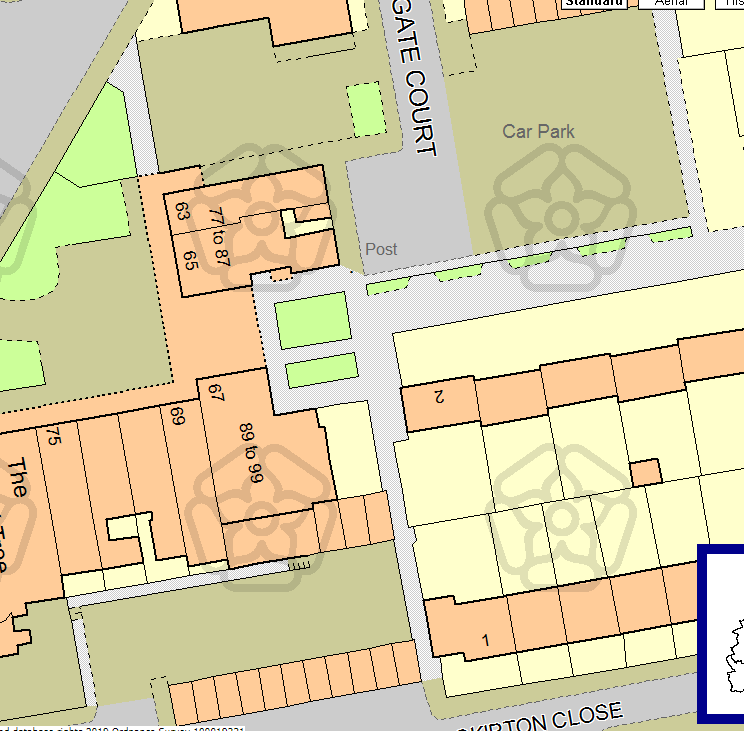 Standard
Aerial
His
GATE COURT
Car Park
63
77 to 87
65
Post
67
2
69
75
89 to 99
The
1
KIRTON CLOSE